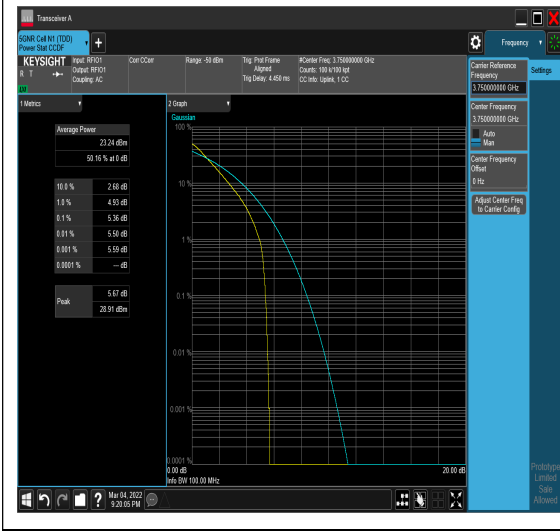 Transceiver A
5GNR Cell N1 (TDD)
Power Stat CCDF
Frequency
KEYSIGHT
R T
Input: RFIO1
Output: RFIO1
Coupling: AC
Corr CCorr
Range: -50 dBm
Trig: Prot Frame
Aligned
Trig Delay: 4.450 ms
#Center Freq: 3.750000000 GHz
Counts: 100 k/100 kpt
CC Info: Uplink, 1 CC
1 Metrics
Average Power
23.24 dBm
50.16 % at 0 dB
10.0 % 2.68 dB
1.0 % 4.93 dB
0.1 % 5.36 dB
0.01 % 5.50 dB
0.001 % 5.59 dB
0.0001 % --- dB
Peak
5.67 dB
28.91 dBm
2 Graph
Gaussian
100 %
10 %
1 %
0.1 %
0.01 %
0.001 %
0.0001 %
0.00 dB 20.00 dB
Info BW 100.00 MHz
Carrier Reference
Frequency
3.750000000 GHz
Center Frequency
3.750000000 GHz
Auto
Man
Center Frequency
Offset
0 Hz
Adjust Center Freq
to Carrier Config
Settings
Prototype
Limited
Sale
Allowed
Mar 04, 2022
9:20:05 PM